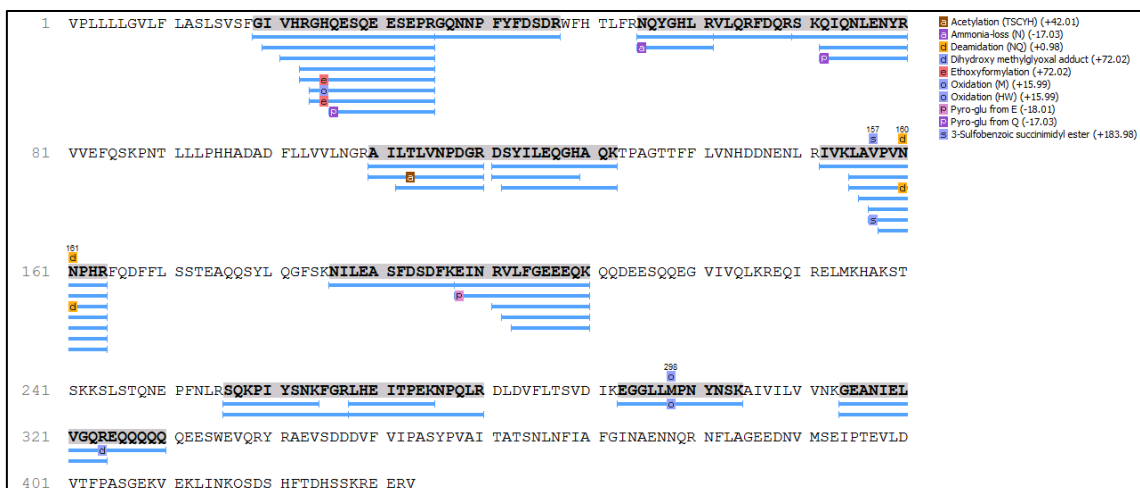 1 VPLLLLGVLF LASLSVSFGI VHRGHQESQE ESEPRGQNNP FYFDSDRWFH TLFRNQYGHL RVLQRFDQRS KQIQNLENYR
a Acetylation (TSCYH) (+42.01)
a Ammonia-loss (N) (-17.03)
d Deamidation (NQ) (+0.98)
d Dihydroxy methylglyoxal adduct (+72.02)
e Ethoxyformylation (+72.02)
o Oxidation (M) (+15.99)
o Oxidation (HW) (+15.99)
p Pyro-glu from E (-18.01)
p Pyro-glu from Q (-17.03)
s 3-Sulfobenzoic succinimidyl ester (+183.98)
a
e
p
o
e
p
157 160
s d
81 VVEFQSKPNT LLLPHHADAD FLLVVLNGRA ILTLVNPDGR DSYILEQGHA QKTPAGTTFF LVNHDDNENL RIVKLAVPVN
a
d
s
161
d
161 NPHRFQDFFL SSTEAQQSYL QGFSKNILEA SFDSDFKEIN RVLFGEEEQK QQDEESQQEG VIVQLKREQI RELMKHAKST
d p
298
o
241 SKKSLSTQNE PFNLRSQKPI YSNKFGRLHE ITPEKNPQLR DLDVFLTSVD IKEGGLLMPN YNSKAIVILV VNKGEANIEL
o
321 VGQREQQQQQ QEESWEVQRY RAEVSDDDVF VIPASYPVAI TATSNLNFIA FGINAENNQR NFLAGEEDNV MSEIPTEVLD
d
401 VTFPASGEKV EKLINKQSDS HFTDHSSKRE ERV